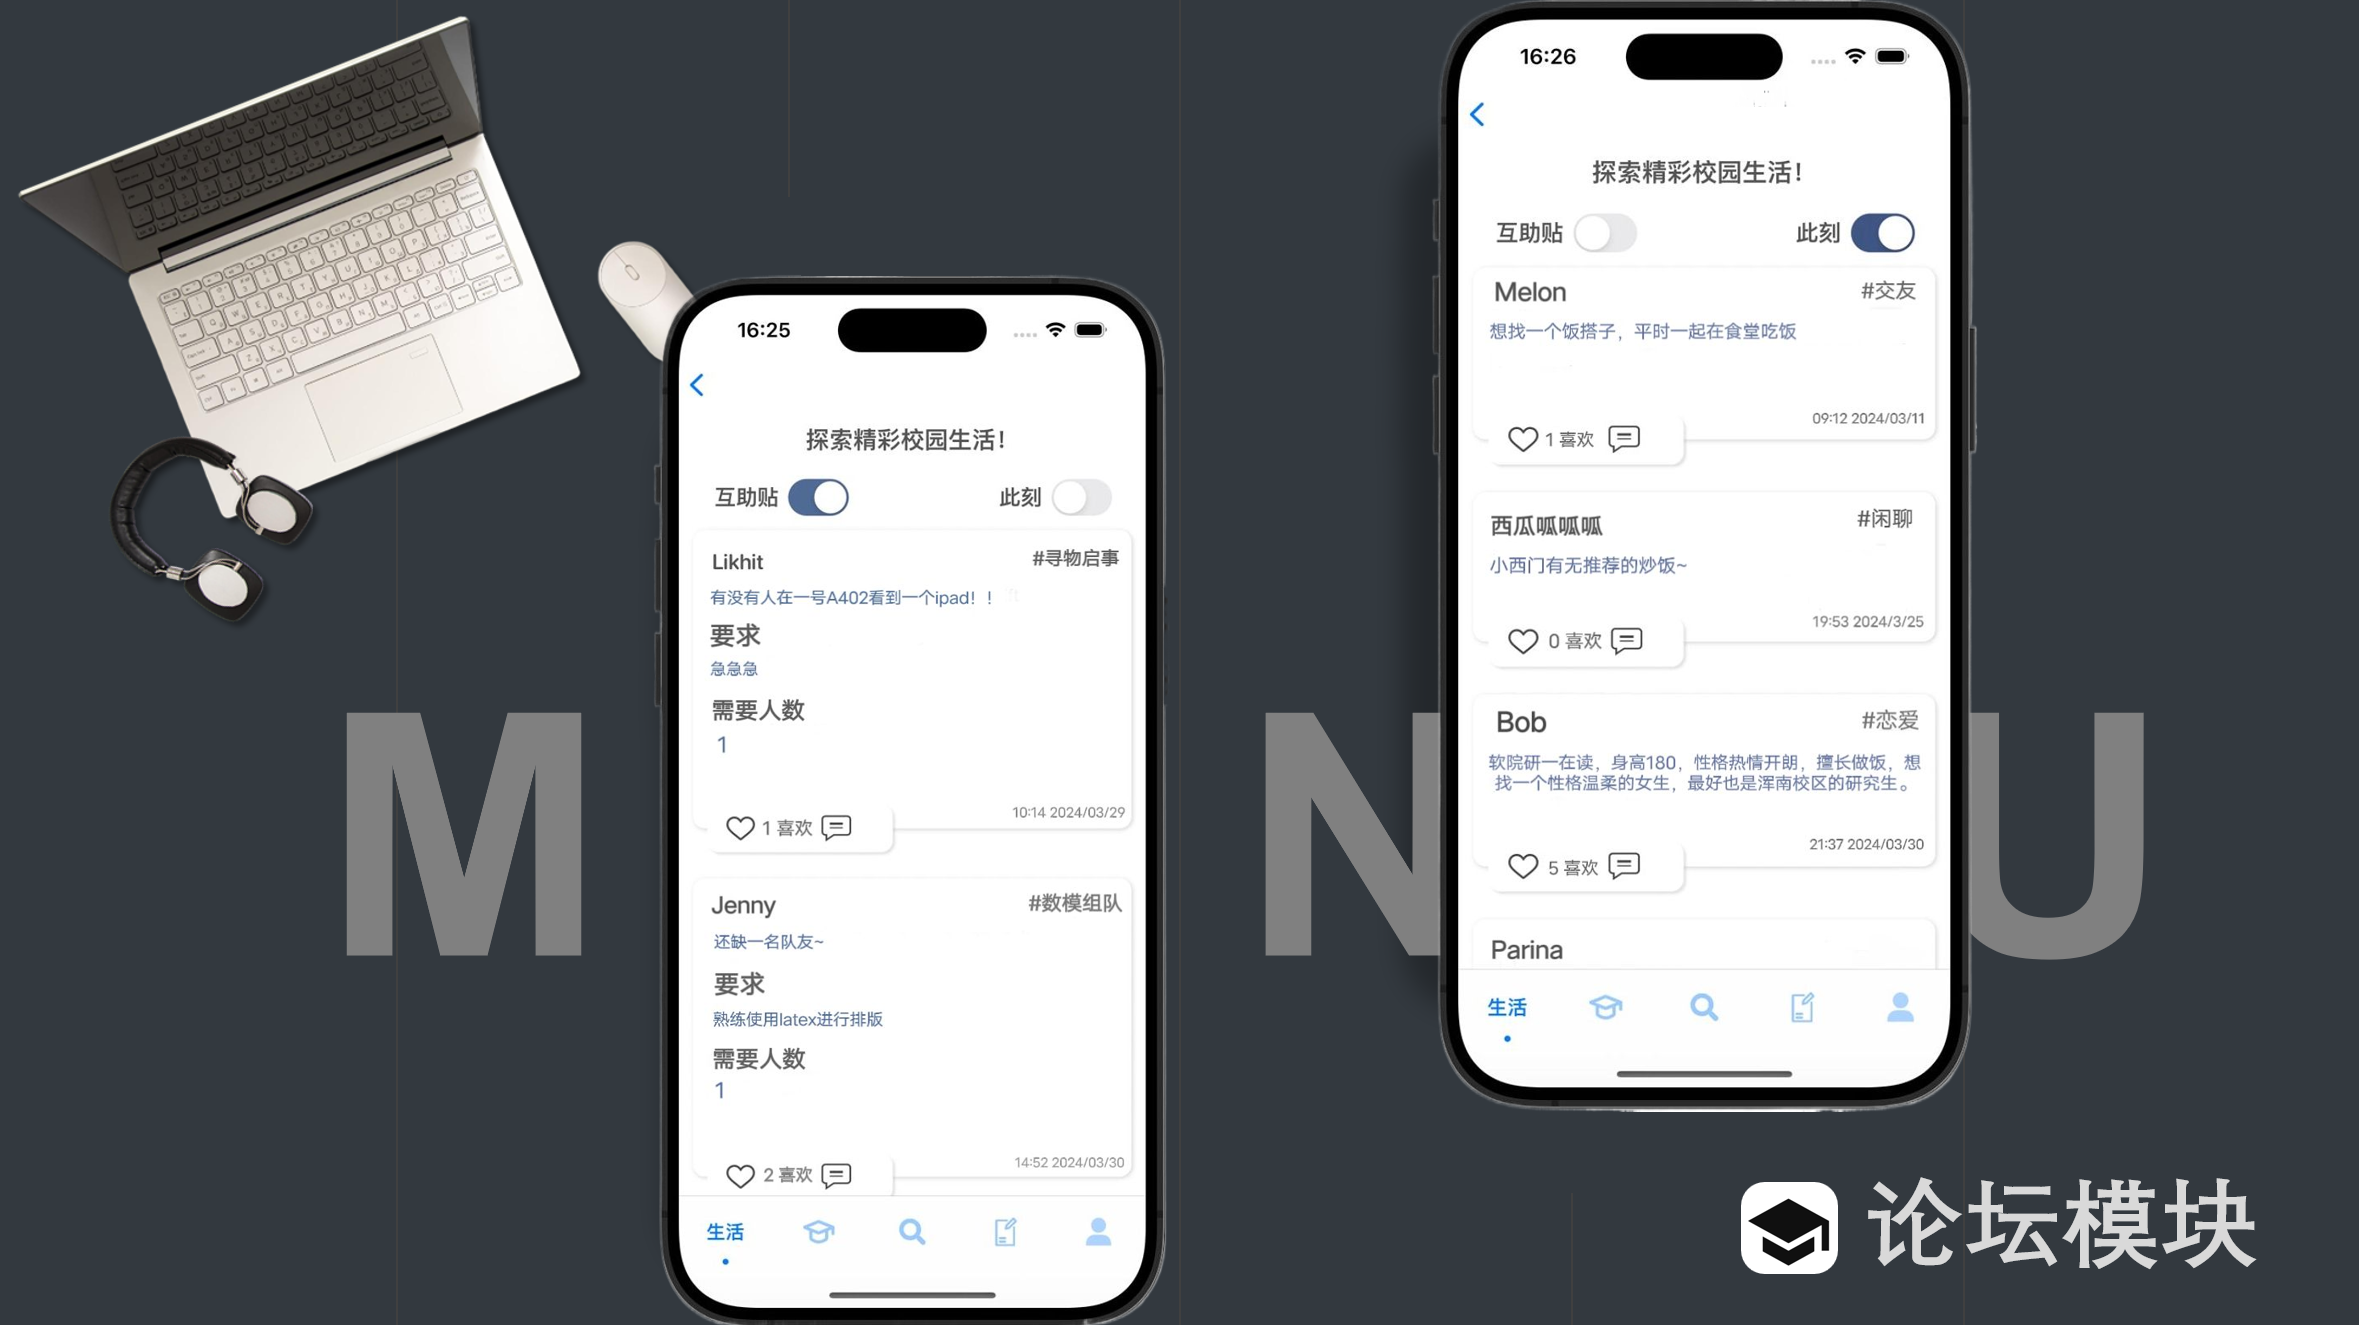 16:25
探索精彩校园生活!
互助贴
此刻
Likhit
#寻物启事
有没有人在一号A402看到一个ipad!!
要求
急急急
需要人数
1
10:14 2024/03/29
1 喜欢
Jenny
#数模组队
还缺一名队友~
要求
熟练使用latex进行排版
需要人数
1
14:52 2024/03/30
2 喜欢
生活
16:26
探索精彩校园生活!
互助贴
此刻
Melon
#交友
想找一个饭搭子，平时一起在食堂吃饭
09:12 2024/03/11
1 喜欢
西瓜呱呱呱
#闲聊
小西门有无推荐的炒饭~
19:53 2024/3/25
0 喜欢
Bob
#恋爱
软院研一在读，身高180，性格热情开朗，擅长做饭，想
找一个性格温柔的女生，最好也是浑南校区的研究生。
21:37 2024/03/30
5 喜欢
Parina
生活
M N U
论坛模块